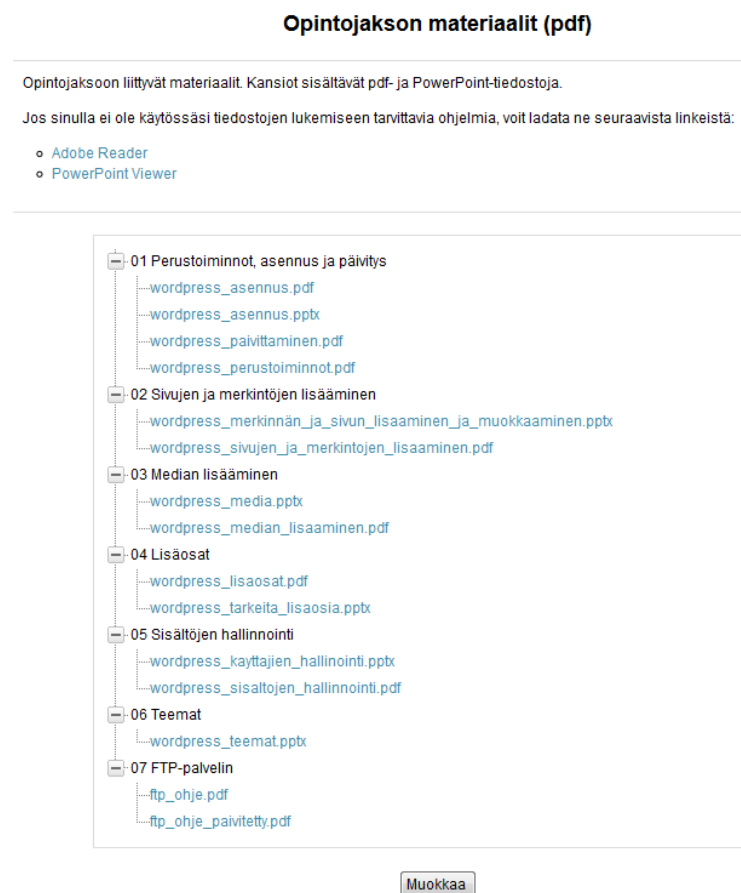 Opintojakson materiaalit (pdf)
Opintojaksoon liittyvät materiaalit. Kansiot sisältävät pdf- ja PowerPoint-tiedostoja.
Jos sinulla ei ole käytössäsi tiedostojen lukemiseen tarvittavia ohjelmia, voit ladata ne seuraavista linkeistä:
Adobe Reader
PowerPoint Viewer
01 Perustoiminnot, asennus ja päivitys
wordpress_asennus.pdf
wordpress_asennus.pptx
wordpress_paivittaminen.pdf
wordpress_perustoiminnot.pdf
02 Sivujen ja merkintöjen lisääminen
wordpress_merkinnän_ja_sivun_lisaaminen_ja_muokkaaminen.pptx
wordpress_sivujen_ja_merkintojen_lisaaminen.pdf
03 Median lisääminen
wordpress_media.pptx
wordpress_median_lisaaminen.pdf
04 Lisäosat
wordpress_lisaosat.pdf
wordpress_tarkeita_lisaosia.pptx
05 Sisältöjen hallinnointi
wordpress_kayttajien_hallinointi.pptx
wordpress_sisaltojen_hallinnointi.pdf
06 Teemat
wordpress_teemat.pptx
07 FTP-palvelin
ftp_ohje.pdf
ftp_ohje_paivitetty.pdf
Muokkaa